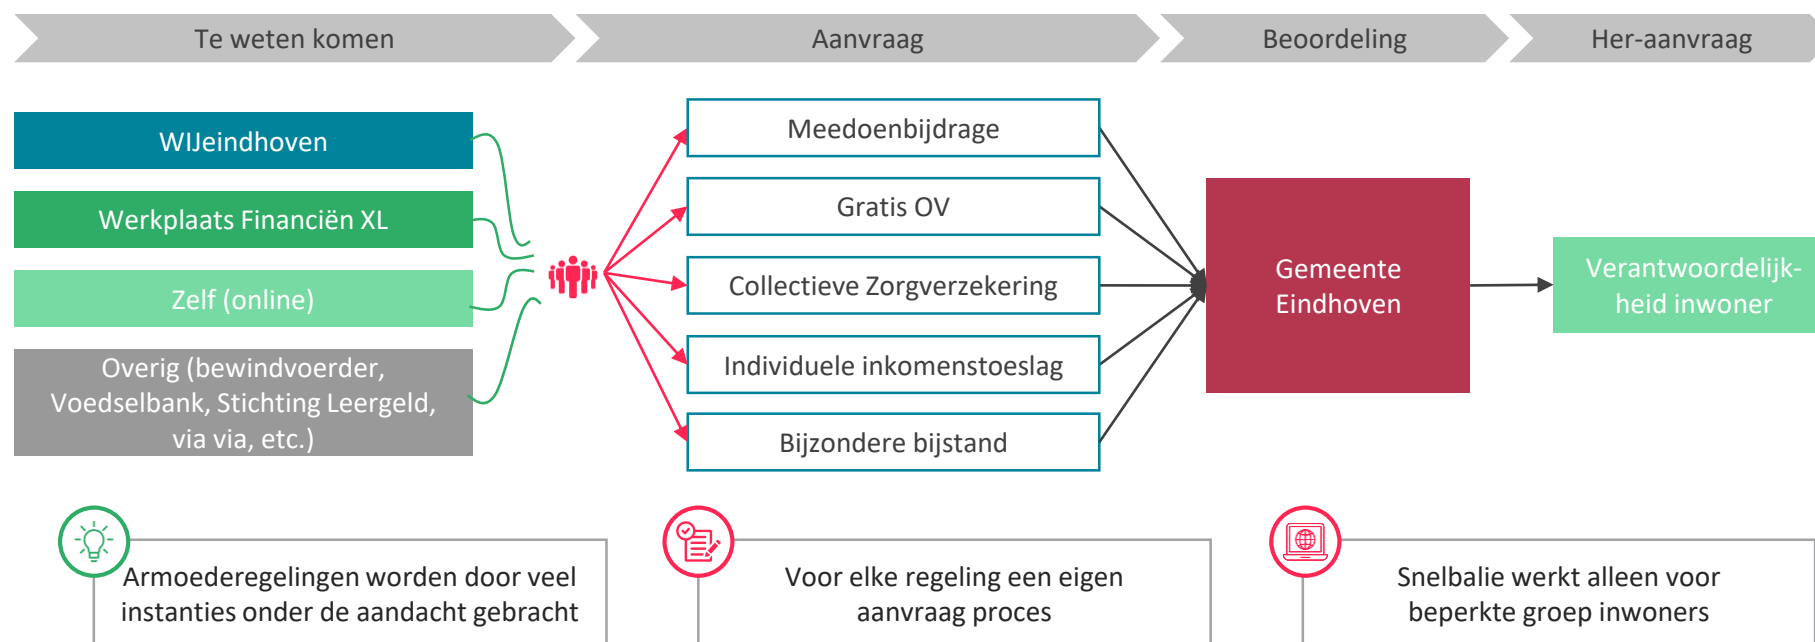 Te weten komen
Aanvraag
Beoordeling
Her-aanvraag
WIJeindhoven
Werkplaats Financiën XL
Zelf (online)
Overig (bewindvoerder,
Voedselbank, Stichting Leergeld,
via via, etc.)
Meedoenbijdrage
Gratis OV
Collectieve Zorgverzekering
Individuele inkomenstoeslag
Bijzondere bijstand
Gemeente
Eindhoven
Verantwoordelijk-
heid inwoner
Armoederegelingen worden door veel
instanties onder de aandacht gebracht
Voor elke regeling een eigen
aanvraag proces
Snelbalie werkt alleen voor
beperkte groep inwoners